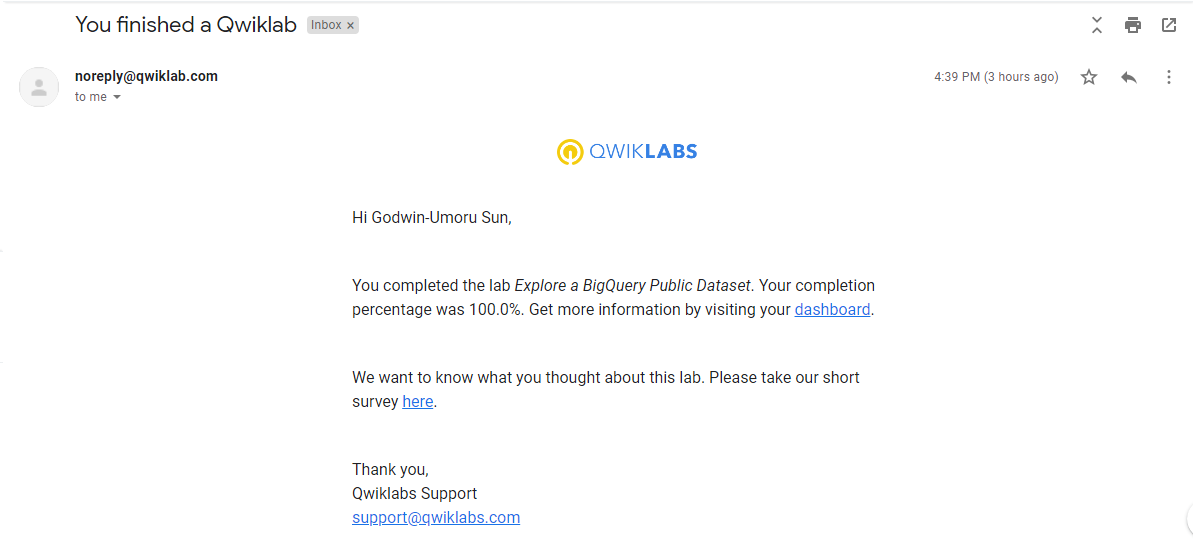 You finished a Qwiklab Inbox ×
noreply@qwiklab.com 4:39 PM (3 hours ago)
to me
QWIKLABS
Hi Godwin-Umoru Sun,
You completed the lab Explore a BigQuery Public Dataset. Your completion
percentage was 100.0%. Get more information by visiting your dashboard.
We want to know what you thought about this lab. Please take our short
survey here.
Thank you,
Qwiklabs Support
support@qwiklabs.com